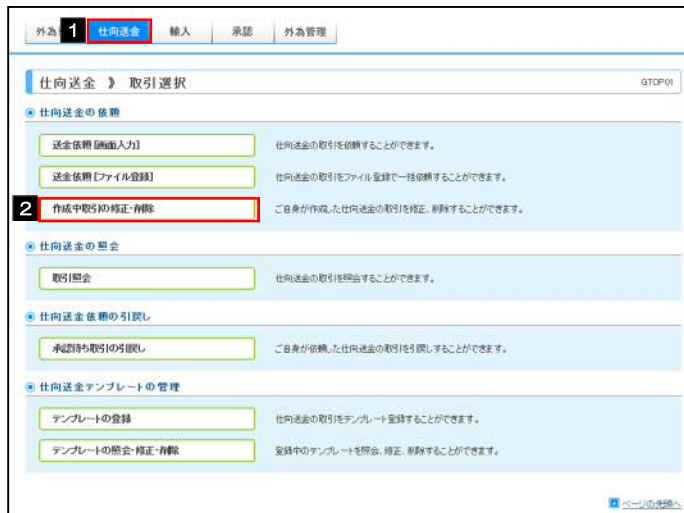 外為
1
仕向送金
輸入
承認
外為管理
仕向送金 》 取引選択
GTOP01
仕向送金の依頼
送金依頼[画面入力]
仕向送金の取引を依頼することができます。
送金依頼[ファイル登録]
仕向送金の取引をファイル登録で一括依頼することができます。
2
作成中取引の修正・削除
ご自身が作成した仕向送金の取引を修正、削除することができます。
仕向送金の照会
取引照会
仕向送金の取引を照会することができます。
仕向送金依頼の引戻し
承認待ち取引の引戻し
ご自身が依頼した仕向送金の取引を引戻しすることができます。
仕向送金テンプレートの管理
テンプレートの登録
仕向送金の取引をテンプレート登録することができます。
テンプレートの照会・修正・削除
登録中のテンプレートを照会、修正、削除することができます。
ページの先頭へ